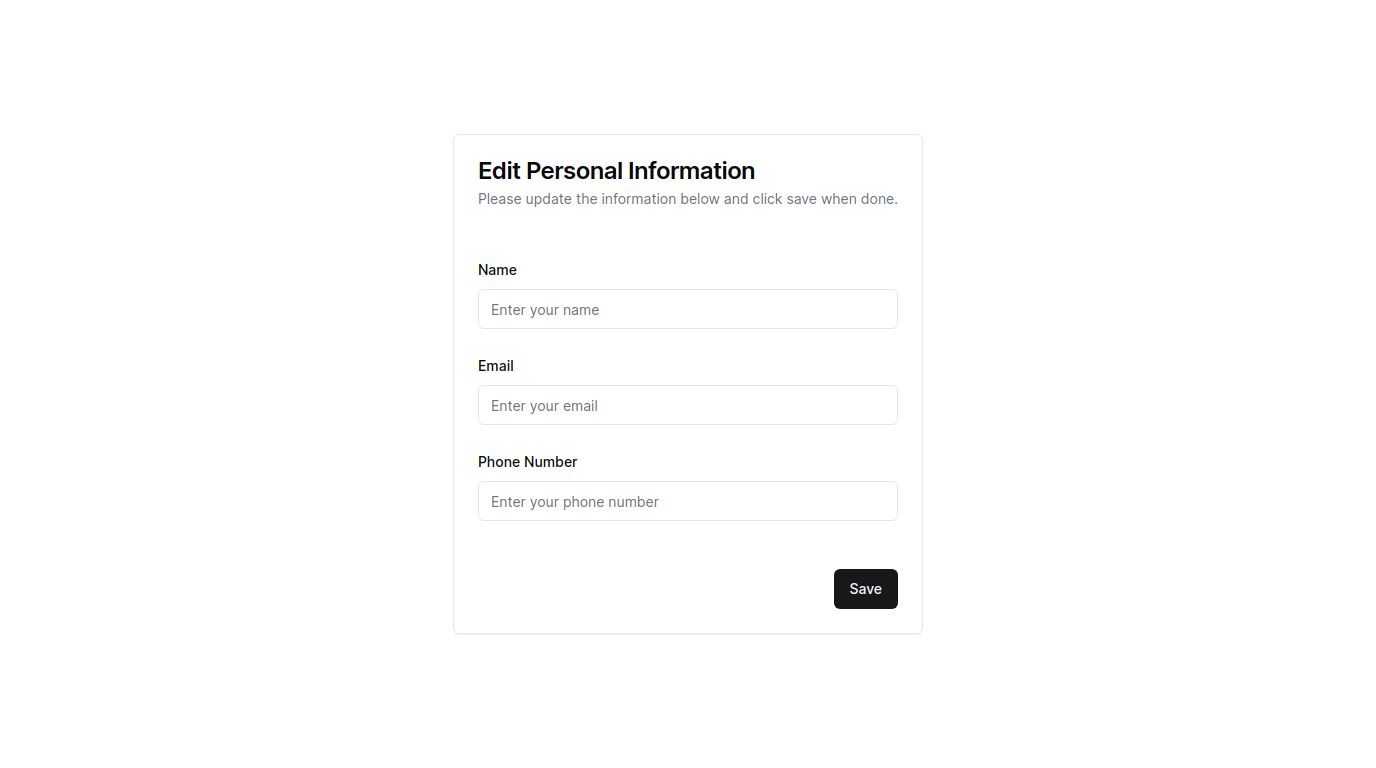 Edit Personal Information
Please update the information below and click save when done.
Name
Enter your name
Email
Enter your email
Phone Number
Enter your phone number
Save